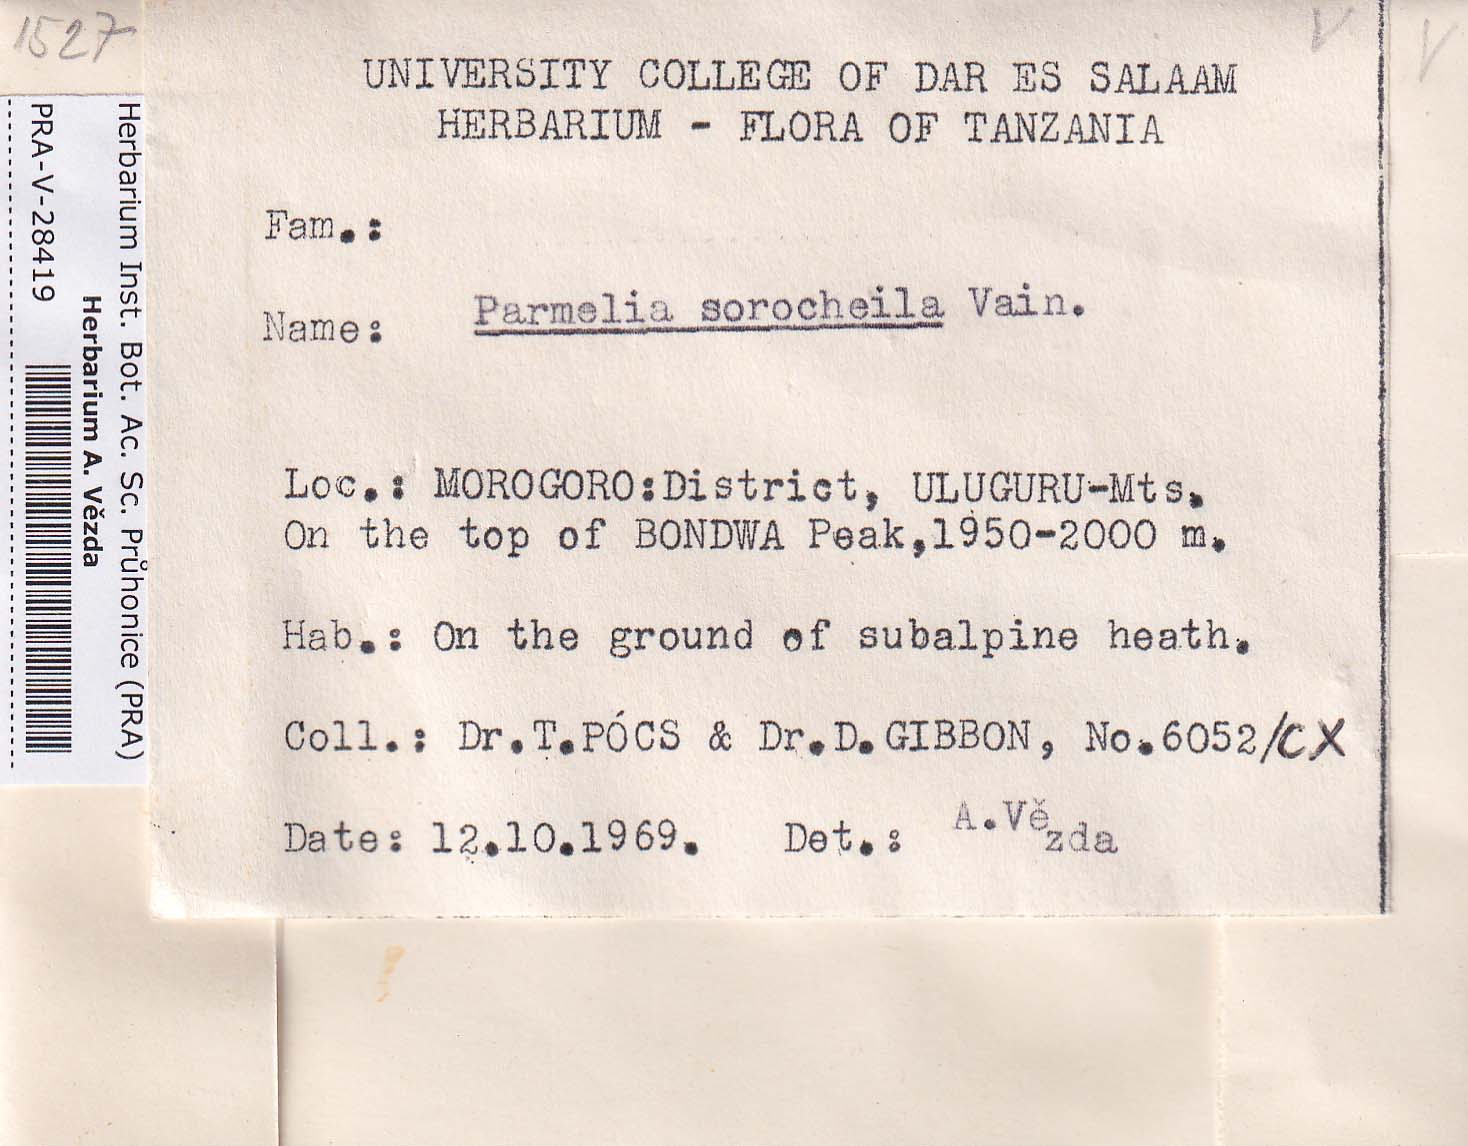 1527
V
V
UNIVERSITY COLLEGE OF DAR ES SALAAM
HERBARIUM - FLORA OF TANZANIA
Fam.:
Name: Parmelia sorocheila Vain.
Loc.: MOROGORO:District, ULUGURU-Mts.
On the top of BONDWA Peak,1950-2000 m.
Hab.: On the ground of subalpine heath.
Coll.: Dr.T.PÓCS & Dr.D.GIBBON, No.6052/CX
Date: 12.10.1969. Det.: A.Vězda
Herbarium Inst. Bot. Ac. Sc. Průhonice (PRA)
Herbarium A. Vězda
PRA-V-28419